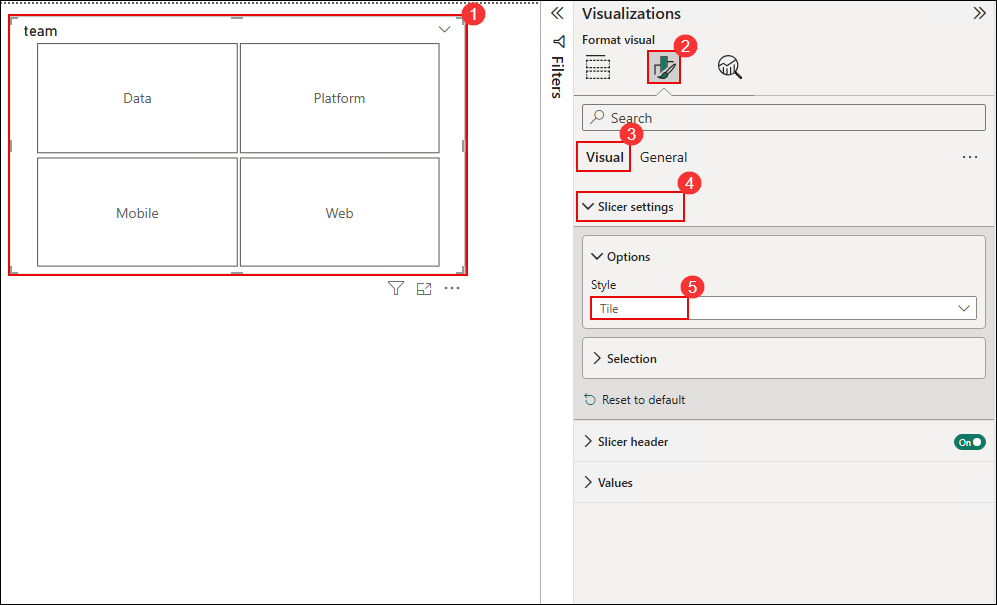 team
1
Data
Platform
Mobile
Web
Filters
Visualizations
Format visual
2
Search
3
Visual
General
4
Slicer settings
Options
Style
5
Tile
Selection
Reset to default
Slicer header
On
Values